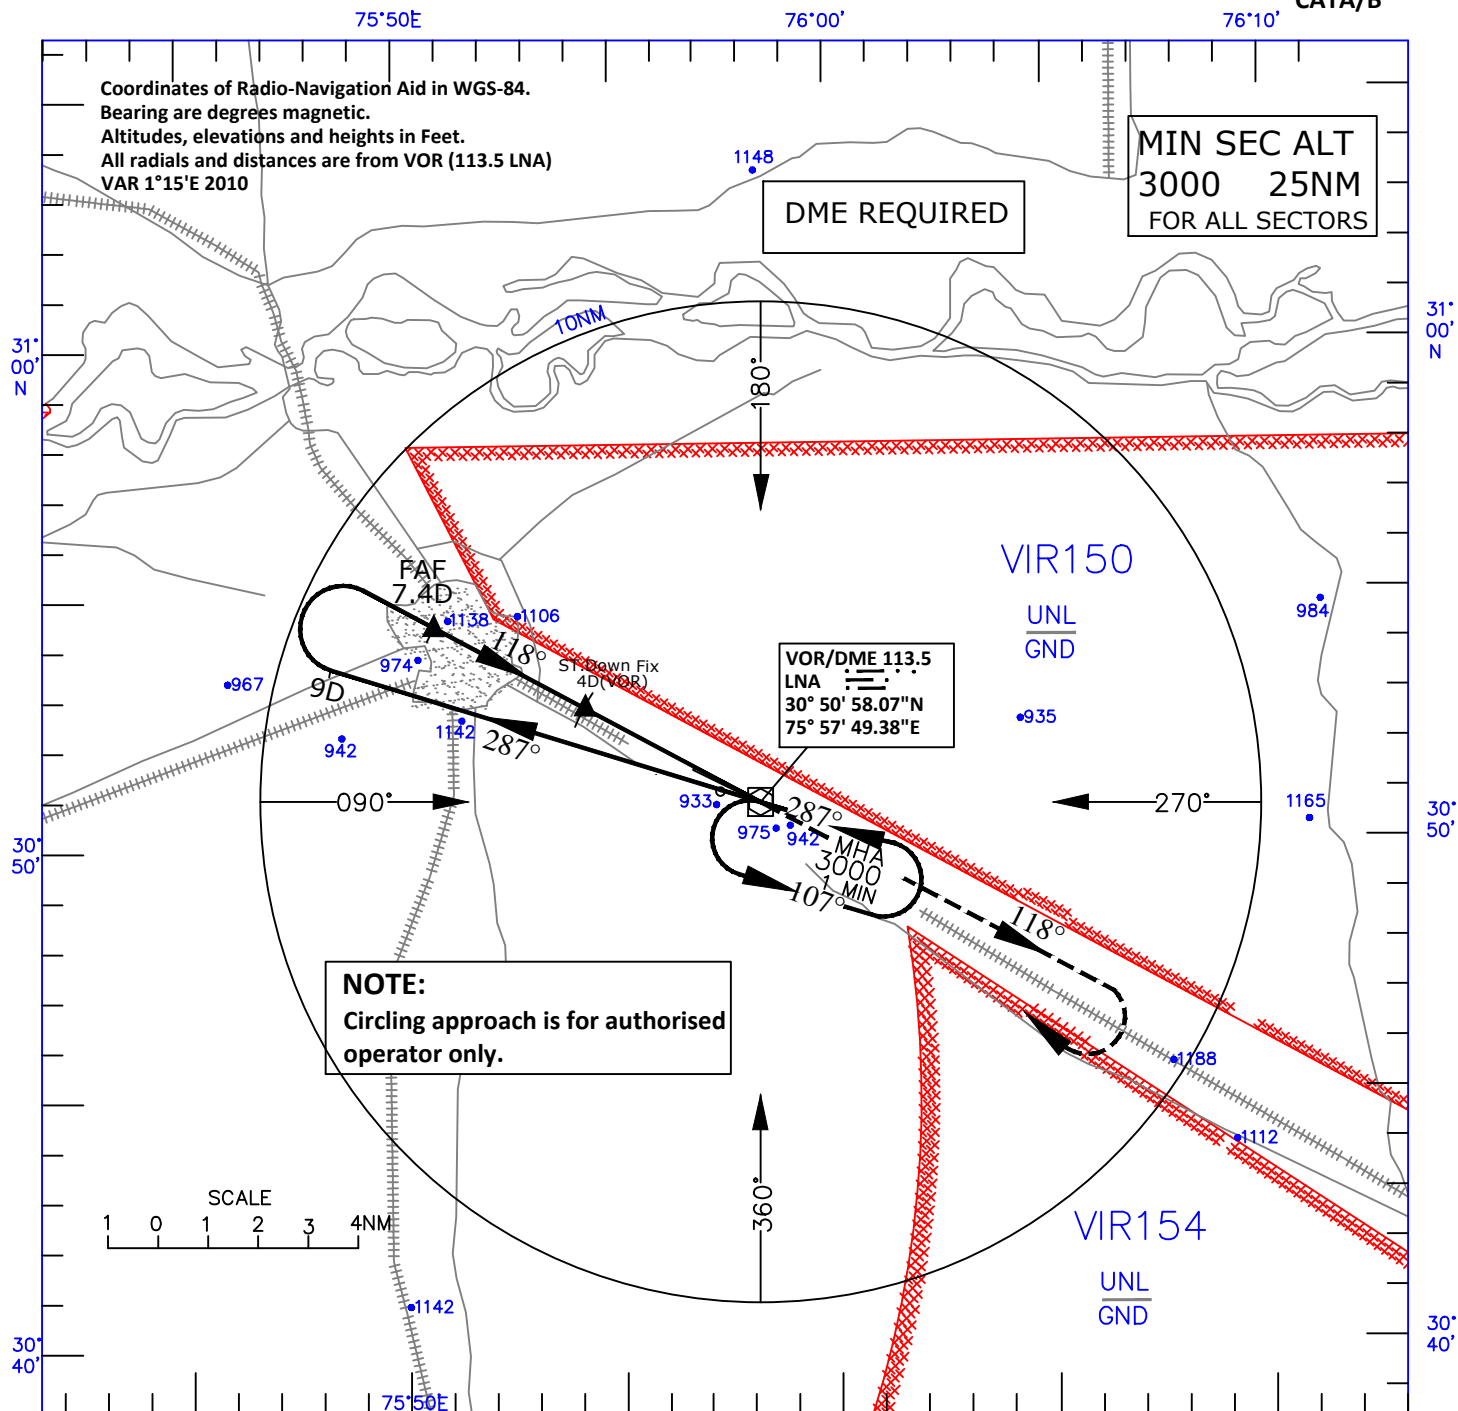 CATA/B
75°50'E
76°00'
76°10'
Coordinates of Radio-Navigation Aid in WGS-84.
Bearing are degrees magnetic.
Altitudes, elevations and heights in Feet.
All radials and distances are from VOR (113.5 LNA)
VAR 1°15'E 2010
1148
MIN SEC ALT
3000 25NM
FOR ALL SECTORS
DME REQUIRED
10NM
31°
00'
N
31°
00'
N
180°
VIR150
UNL
GND
FAF
7.4D
1138
1106
984
118°
974
ST.Down Fix
4D(VOR)
967
9D
VOR/DME 113.5
LNA
30° 50' 58.07"N
75° 57' 49.38"E
935
1142
942
287°
090°
933
270°
1165
287°
975
942
30°
50'
30°
50'
MHA
3000
1 MIN
107°
118°
NOTE:
Circling approach is for authorised
operator only.
1188
1112
360°
SCALE
1 0 1 2 3 4NM
VIR154
UNL
GND
1142
30°
40'
30°
40'
75°50'E